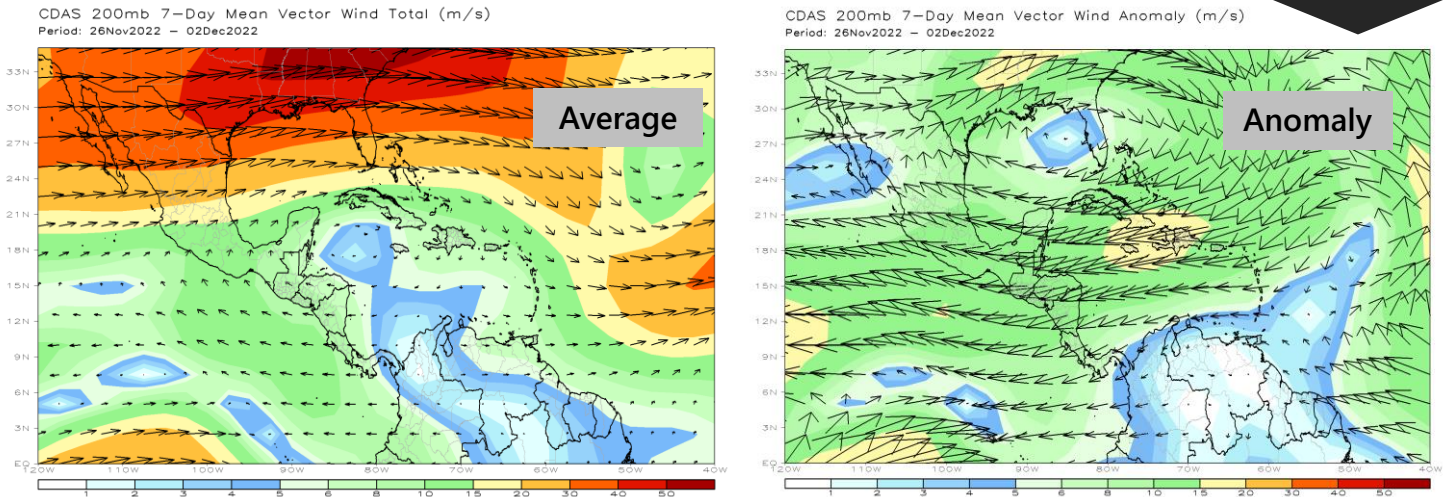 CDAS 200mb 7-Day Mean Vector Wind Total (m/s)
Period: 26Nov2022 – 02Dec2022
Average
33N
30N
27N
24N
21N
18N
15N
12N
9N
6N
3N
EQ
120W 110W 100W 90W 80W 70W 60W 50W 40W
1 2 3 4 5 6 8 10 15 20 30 40 50
CDAS 200mb 7-Day Mean Vector Wind Anomaly (m/s)
Period: 26Nov2022 – 02Dec2022
Anomaly
33N
30N
27N
24N
21N
18N
15N
12N
9N
6N
3N
EQ
120W 110W 100W 90W 80W 70W 60W 50W 40W
1 2 3 4 5 6 8 10 15 20 30 40 50